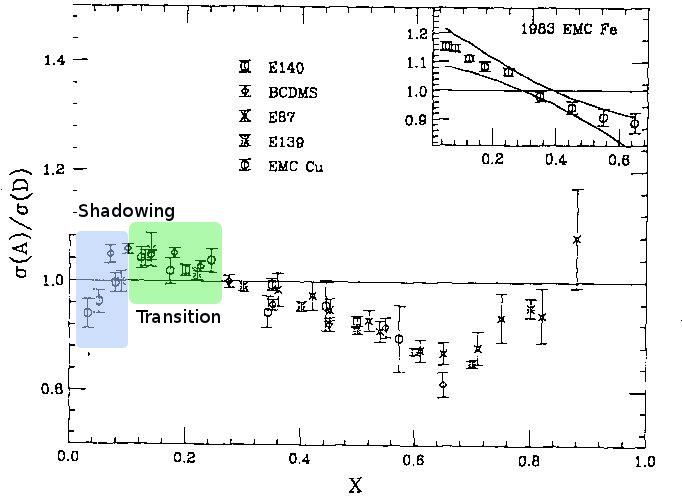 1983 EMC Fe
1.2
1.1
1.0
0.9
0.2
0.4
0.6
1.4
1.2
1.0
0.8
σ(A)/σ(D)
E140
BCDMS
E87
E139
EMC Cu
Shadowing
Transition
0.0
0.2
0.4
0.6
0.8
1.0
X